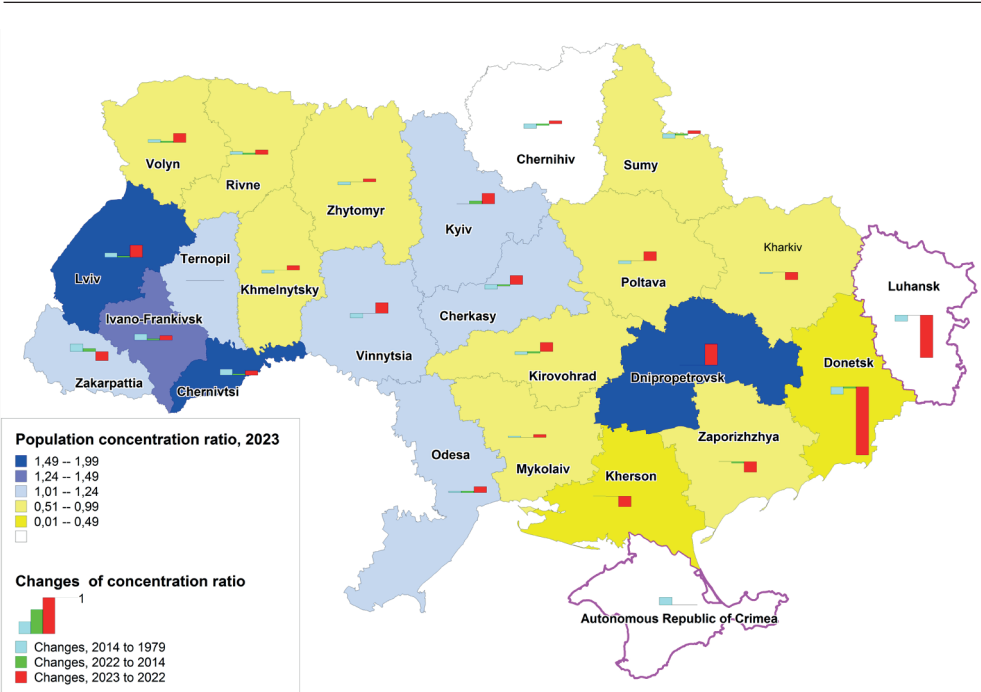 Volyn
Rivne
Zhytomyr
Chernihiv
Sumy
Kyiv
Lviv
Ternopil
Khmelnytsky
Kharkiv
Poltava
Luhansk
Ivano-Frankivsk
Cherkasy
Vinnytsia
Zakarpattia
Chernivtsi
Kirovohrad
Dnipropetrovsk
Donetsk
Odesa
Mykolaiv
Kherson
Zaporizhzhya
Autonomous Republic of Crimea
Population concentration ratio, 2023
1,49 -- 1,99
1,24 -- 1,49
1,01 -- 1,24
0,51 -- 0,99
0,01 -- 0,49
Changes of concentration ratio
1
Changes, 2014 to 1979
Changes, 2022 to 2014
Changes, 2023 to 2022